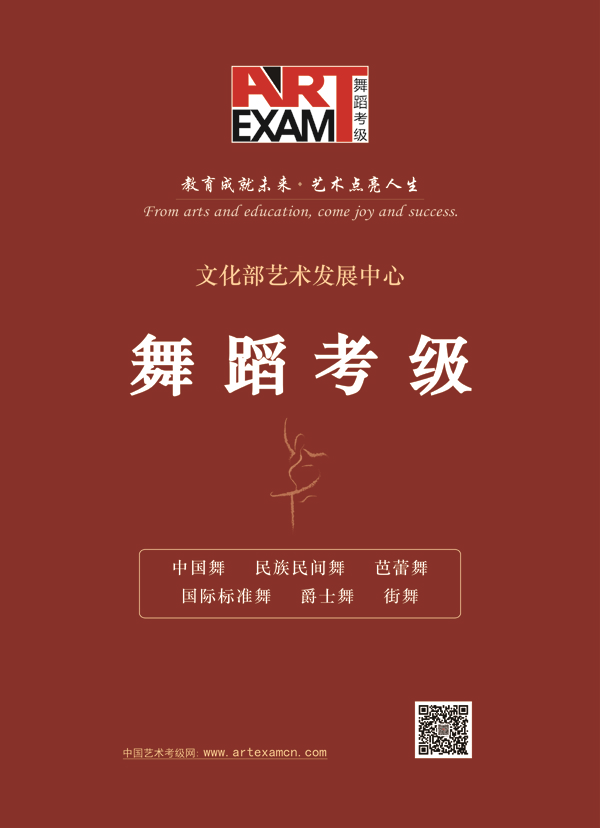 ART
EXAM
舞蹈考级
教育成就未来·艺术点亮人生
From arts and education, come joy and success.
文化部艺术发展中心
舞蹈考级
中国舞 民族民间舞 芭蕾舞
国际标准舞 爵士舞 街舞
中国艺术考级网: www.artexamcn.com